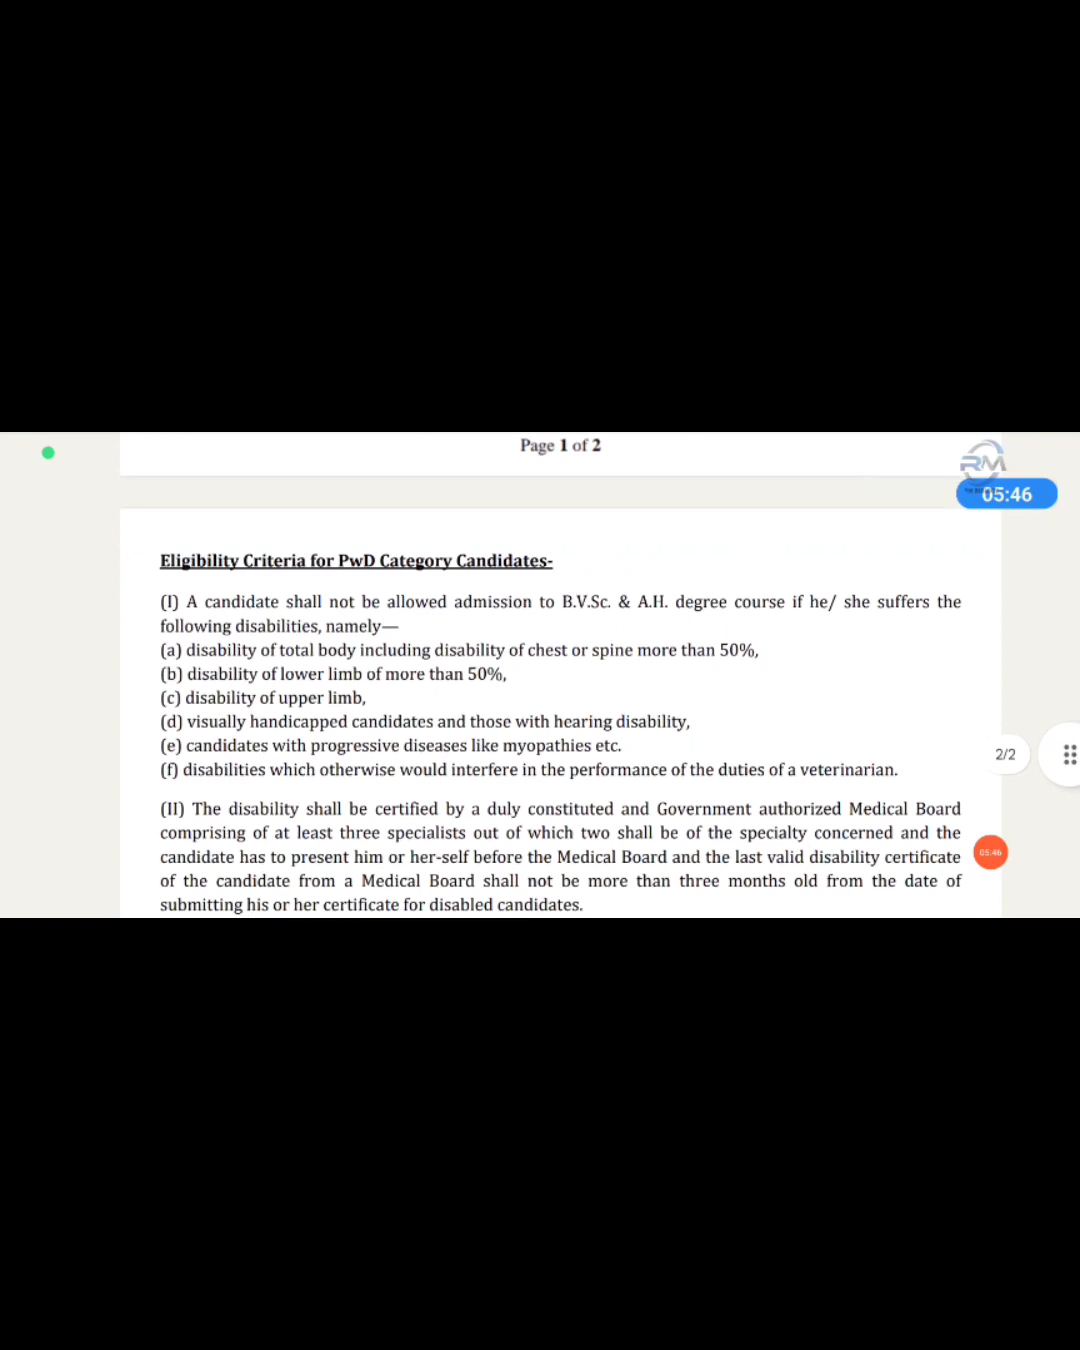 Page 1 of 2
RM
05:46
Eligibility Criteria for PwD Category Candidates-
(I) A candidate shall not be allowed admission to B.V.Sc. & A.H. degree course if he/ she suffers the
following disabilities, namely—
(a) disability of total body including disability of chest or spine more than 50%,
(b) disability of lower limb of more than 50%,
(c) disability of upper limb,
(d) visually handicapped candidates and those with hearing disability,
(e) candidates with progressive diseases like myopathies etc.
2/2
(f) disabilities which otherwise would interfere in the performance of the duties of a veterinarian.
(II) The disability shall be certified by a duly constituted and Government authorized Medical Board
comprising of at least three specialists out of which two shall be of the specialty concerned and the
candidate has to present him or her-self before the Medical Board and the last valid disability certificate
05:46
of the candidate from a Medical Board shall not be more than three months old from the date of
submitting his or her certificate for disabled candidates.